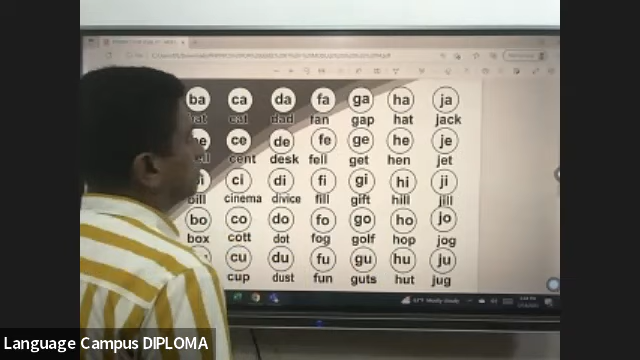 ba ca da fa ga ha ja
cat dad fan gap hat jack
ce de fe ge he je
cent desk fell get hen jet
ci di fi gi hi ji
bill cinema divice fill gift hill jill
bo co do fo go ho jo
box cott dot fog golf hop jog
cu du fu gu hu ju
cup dust fun guts hut jug
Mostly cloudy
Language Campus DIPLOMA